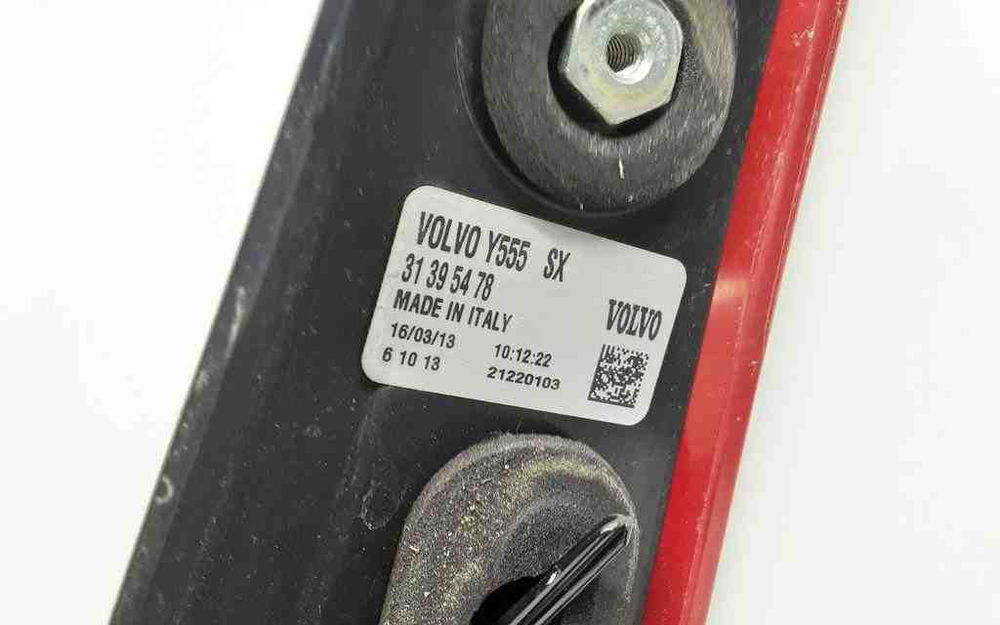 VOLVO Y555 SX
31 39 54 78
MADE IN ITALY
VOLVO
16/03/13 10:12:22
6 10 13 21220103